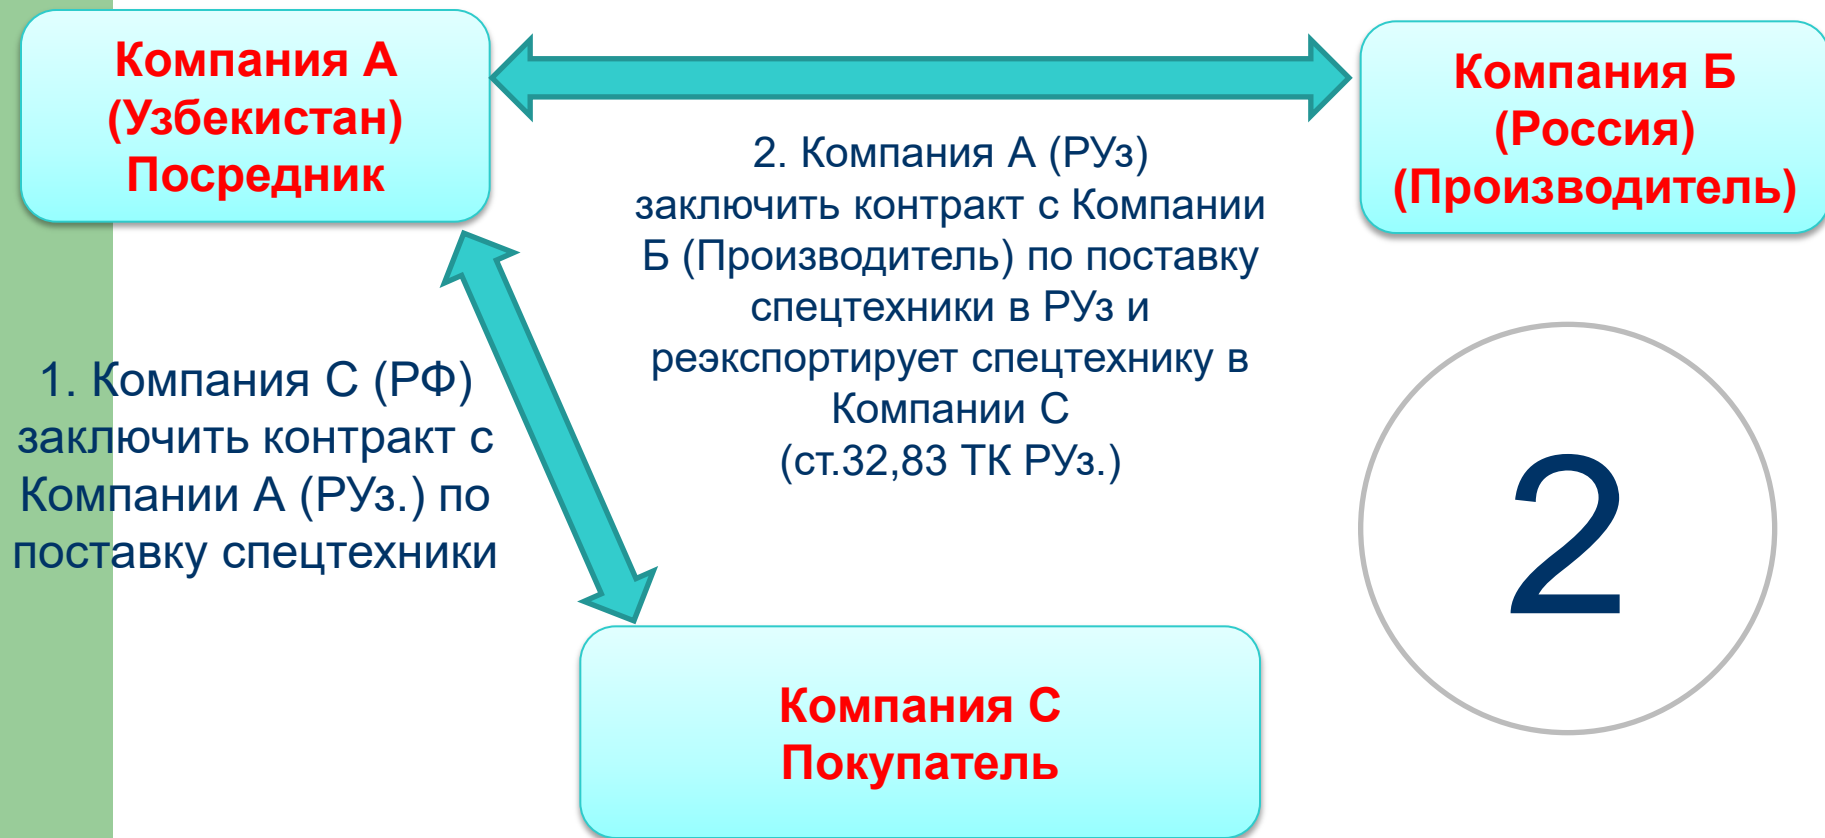 Компания А
(Узбекистан)
Посредник
Компания Б
(Россия)
(Производитель)
2. Компания А (РУз)
заключить контракт с Компании
Б (Производитель) по поставку
спецтехники в РУз и
реэкспортирует спецтехнику в
Компании С
(ст.32,83 ТК РУз.)
1. Компания С (РФ)
заключить контракт с
Компании А (РУз.) по
поставку спецтехники
2
Компания С
Покупатель